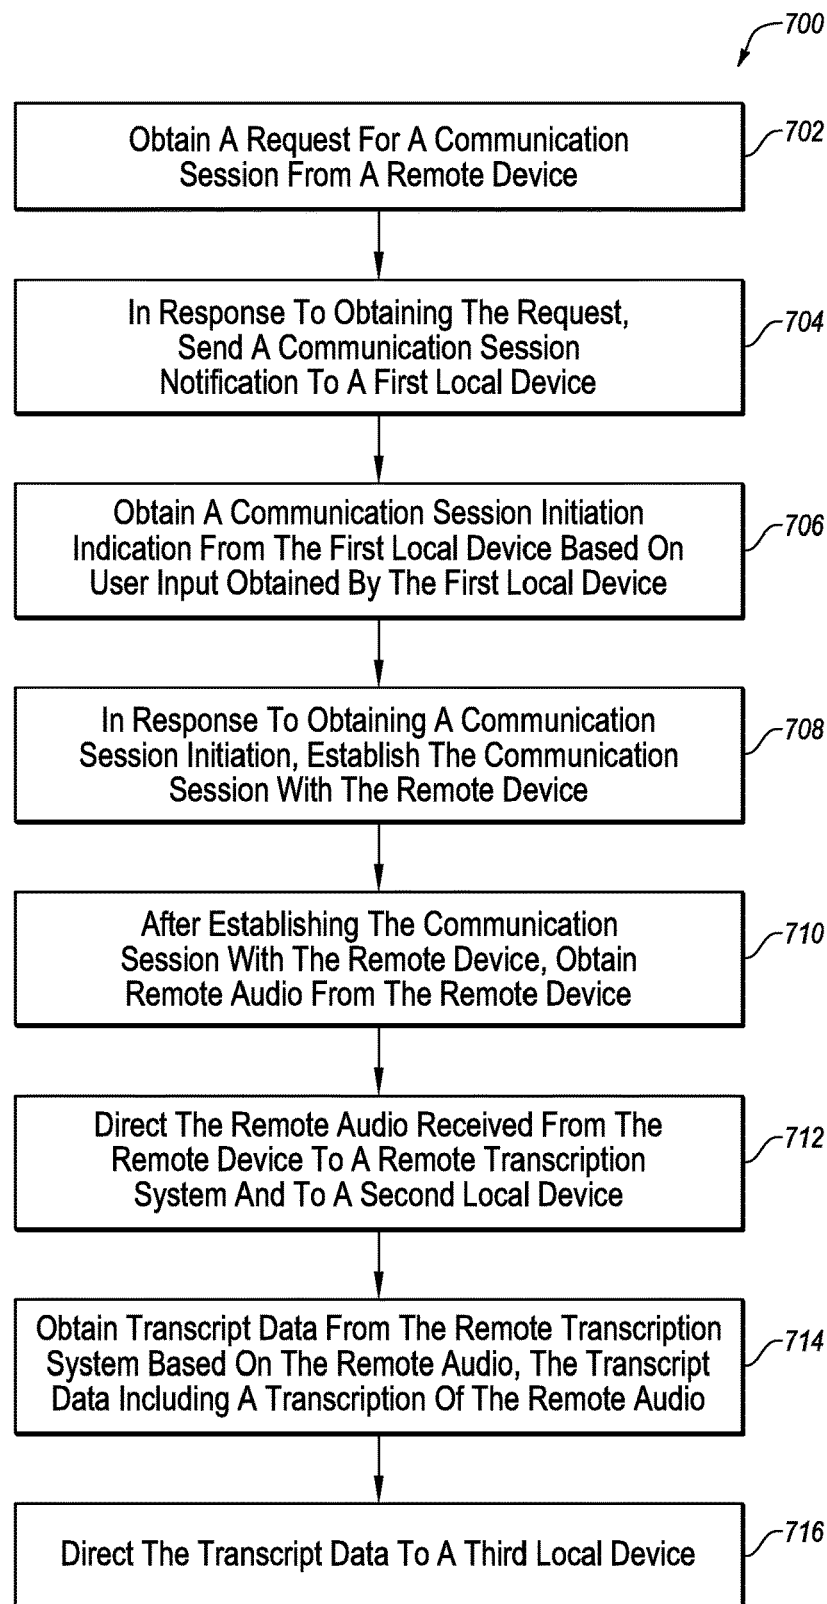 700
Obtain A Request For A Communication
Session From A Remote Device
702
In Response To Obtaining The Request,
Send A Communication Session
Notification To A First Local Device
704
Obtain A Communication Session Initiation
Indication From The First Local Device Based On
User Input Obtained By The First Local Device
706
In Response To Obtaining A Communication
Session Initiation, Establish The Communication
Session With The Remote Device
708
After Establishing The Communication
Session With The Remote Device, Obtain
Remote Audio From The Remote Device
710
Direct The Remote Audio Received From The
Remote Device To A Remote Transcription
System And To A Second Local Device
712
Obtain Transcript Data From The Remote Transcription
System Based On The Remote Audio, The Transcript
Data Including A Transcription Of The Remote Audio
714
Direct The Transcript Data To A Third Local Device
716